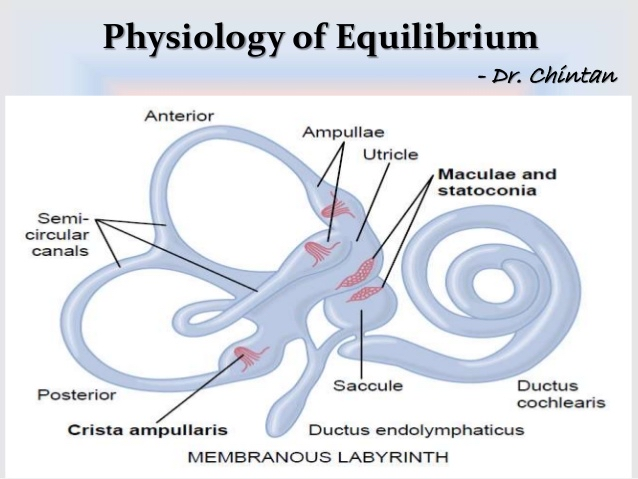 Physiology of Equilibrium
- Dr. Chintan
Anterior
Ampullae
Utricle
Maculae and
statoconia
Semi-
circular
canals
Posterior
Saccule
Ductus
cochlearis
Crista ampullaris
Ductus endolymphaticus
MEMBRANOUS LABYRINTH